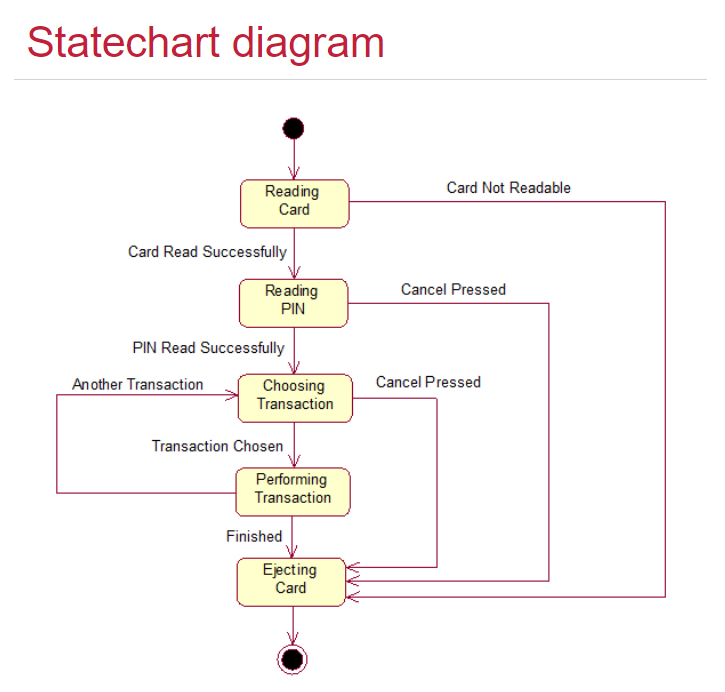 Statechart diagram
Reading
Card
Card Not Readable
Card Read Successfully
Reading
PIN
Cancel Pressed
PIN Read Successfully
Another Transaction
Choosing
Transaction
Cancel Pressed
Transaction Chosen
Performing
Transaction
Finished
Ejecting
Card